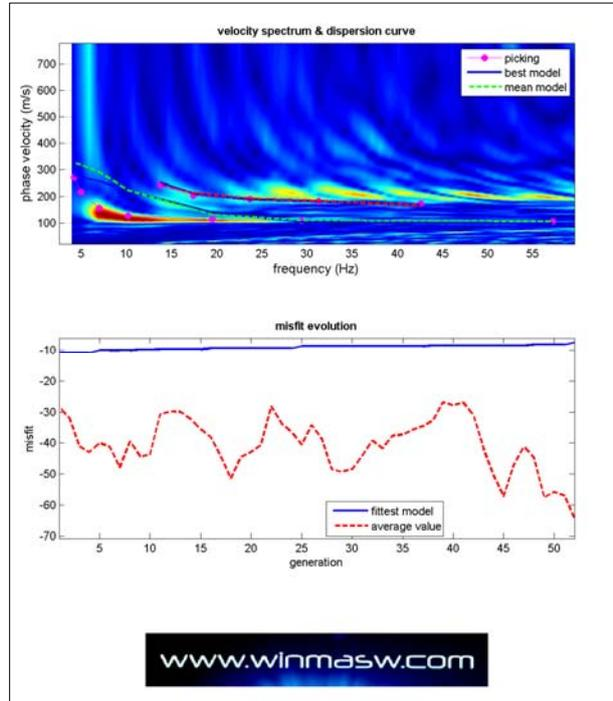 velocity spectrum & dispersion curve
picking
best model
mean model
phase velocity (m/s)
700
600
500
400
300
200
100
5 10 15 20 25 30 35 40 45 50 55
frequency (Hz)
misfit evolution
misfit
-10
-20
-30
-40
-50
-60
-70
fittest model
average value
5 10 15 20 25 30 35 40 45 50
generation
www.winmasw.com